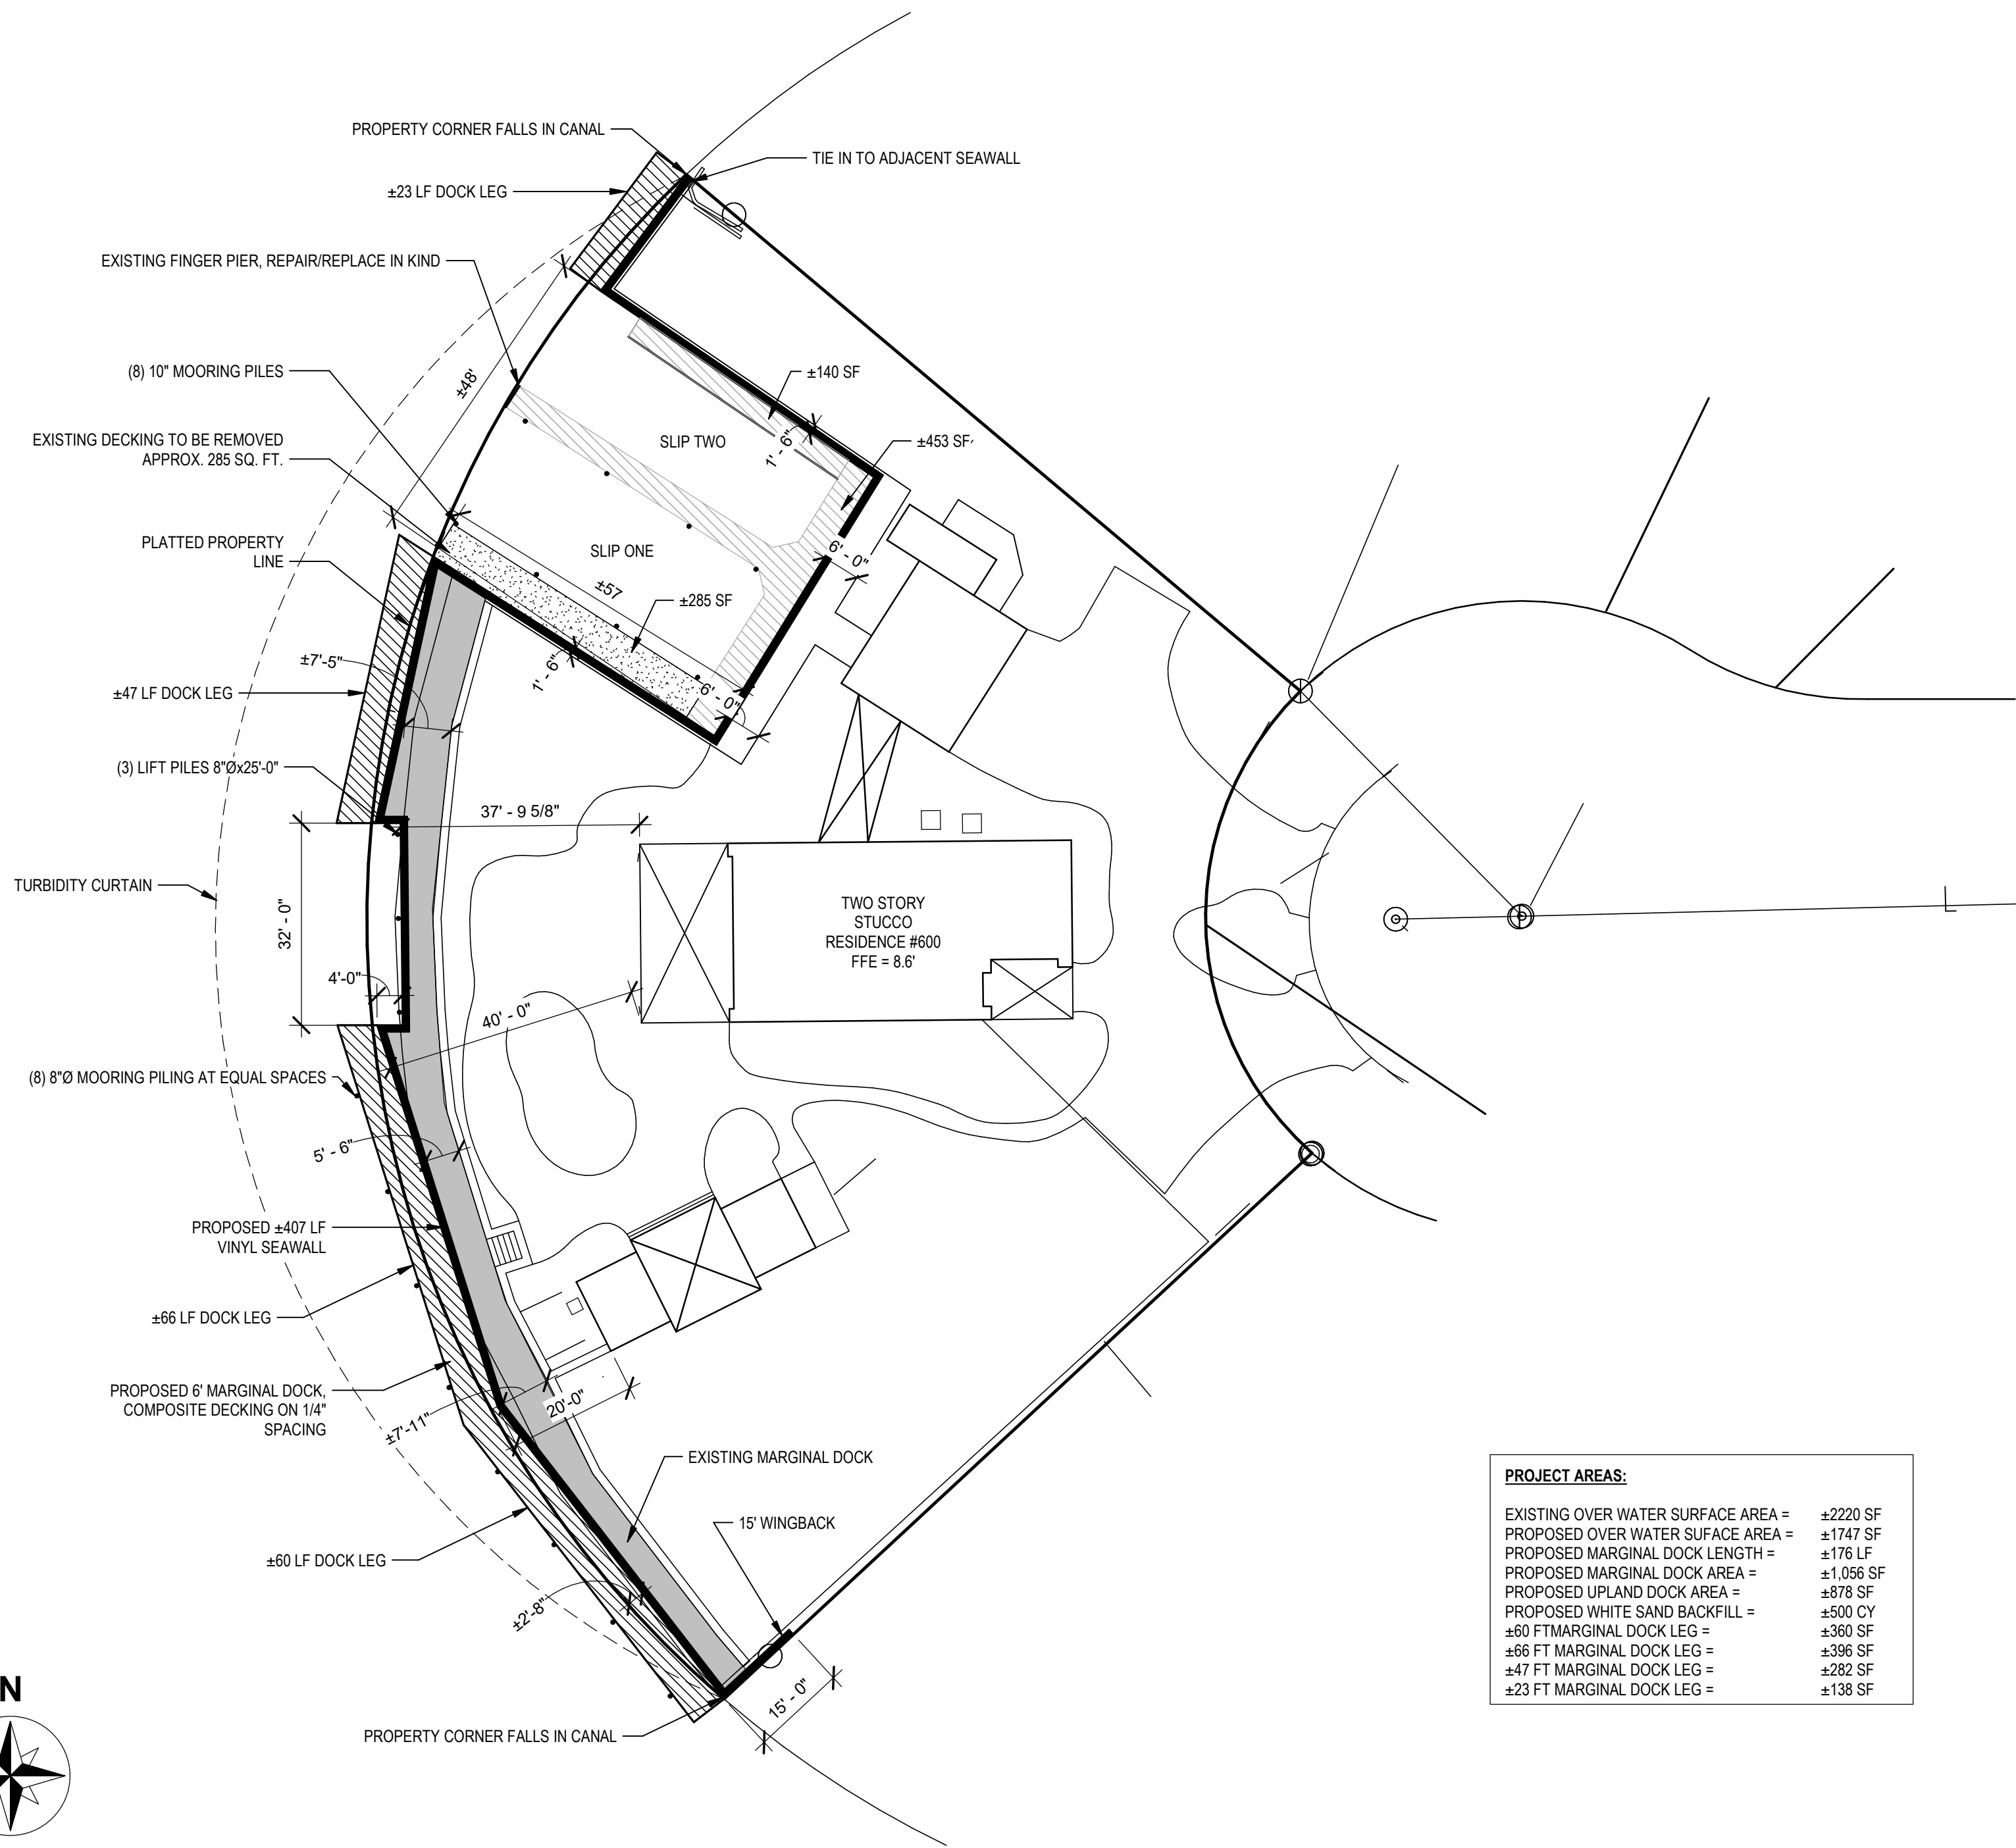 PROPERTY CORNER FALLS IN CANAL
TIE IN TO ADJACENT SEAWALL
±23 LF DOCK LEG
EXISTING FINGER PIER, REPAIR/REPLACE IN KIND
(8) 10" MOORING PILES
±48'
±140 SF
SLIP TWO
1' - 6"
±453 SF
EXISTING DECKING TO BE REMOVED
APPROX. 285 SQ. FT.
PLATTED PROPERTY
LINE
SLIP ONE
6' - 0"
±57
±285 SF
±7'-5"
1' - 6"
6' - 0"
±47 LF DOCK LEG
(3) LIFT PILES 8"Øx25'-0"
37' - 9 5/8"
TURBIDITY CURTAIN
32' - 0"
TWO STORY
STUCCO
RESIDENCE #600
FFE = 8.6'
4'-0"
40' - 0"
(8) 8"Ø MOORING PILING AT EQUAL SPACES
5' - 6"
PROPOSED ±407 LF
VINYL SEAWALL
±66 LF DOCK LEG
PROPOSED 6' MARGINAL DOCK,
COMPOSITE DECKING ON 1/4"
SPACING
±7'-11"
20'-0"
EXISTING MARGINAL DOCK
15' WINGBACK
±60 LF DOCK LEG
±2'-8"
15' - 0"
PROPERTY CORNER FALLS IN CANAL
N
PROJECT AREAS:
EXISTING OVER WATER SURFACE AREA = ±2220 SF
PROPOSED OVER WATER SUFACE AREA = ±1747 SF
PROPOSED MARGINAL DOCK LENGTH = ±176 LF
PROPOSED MARGINAL DOCK AREA = ±1,056 SF
PROPOSED UPLAND DOCK AREA = ±878 SF
PROPOSED WHITE SAND BACKFILL = ±500 CY
±60 FTMARGINAL DOCK LEG = ±360 SF
±66 FT MARGINAL DOCK LEG = ±396 SF
±47 FT MARGINAL DOCK LEG = ±282 SF
±23 FT MARGINAL DOCK LEG = ±138 SF